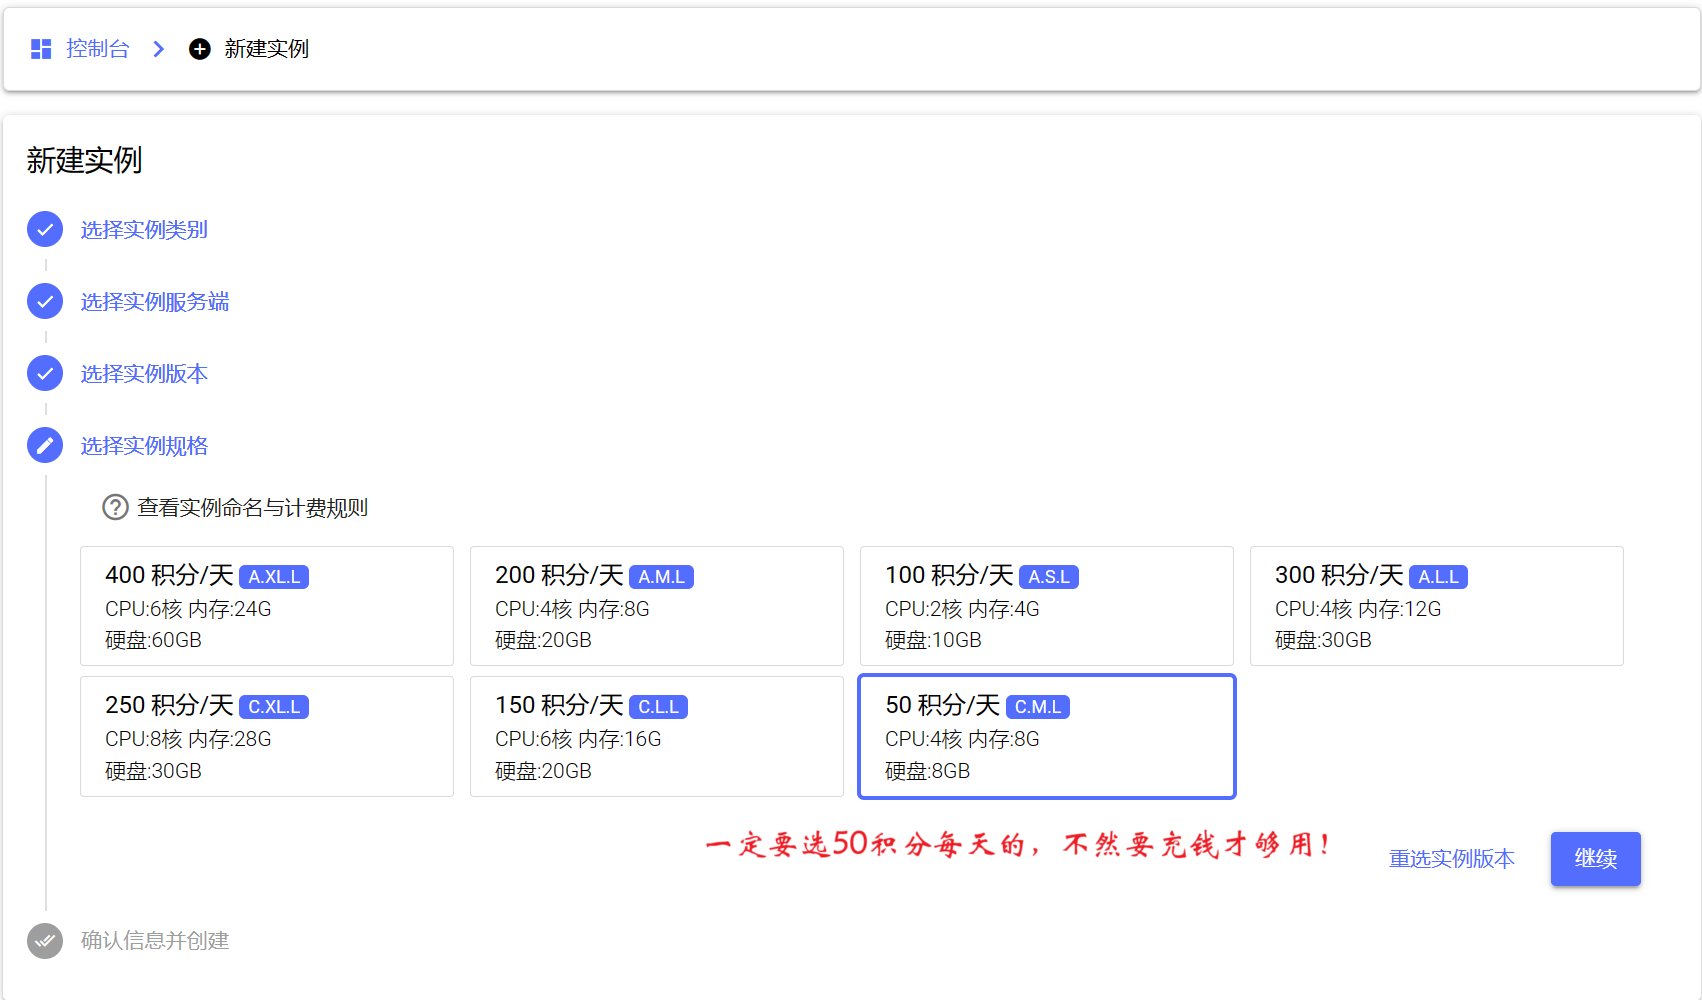 控制台
新建实例
新建实例
选择实例类别
选择实例服务端
选择实例版本
选择实例规格
查看实例命名与计费规则
400 积分/天 A.XL.L
CPU:6核 内存:24G
硬盘:60GB
200 积分/天 A.M.L
CPU:4核 内存:8G
硬盘:20GB
100 积分/天 A.S.L
CPU:2核 内存:4G
硬盘:10GB
300 积分/天 A.L.L
CPU:4核 内存:12G
硬盘:30GB
250 积分/天 C.XL.L
CPU:8核 内存:28G
硬盘:30GB
150 积分/天 C.L.L
CPU:6核 内存:16G
硬盘:20GB
50 积分/天 C.M.L
CPU:4核 内存:8G
硬盘:8GB
一定要选50积分每天的，不然要充钱才够用！
重选实例版本
继续
确认信息并创建